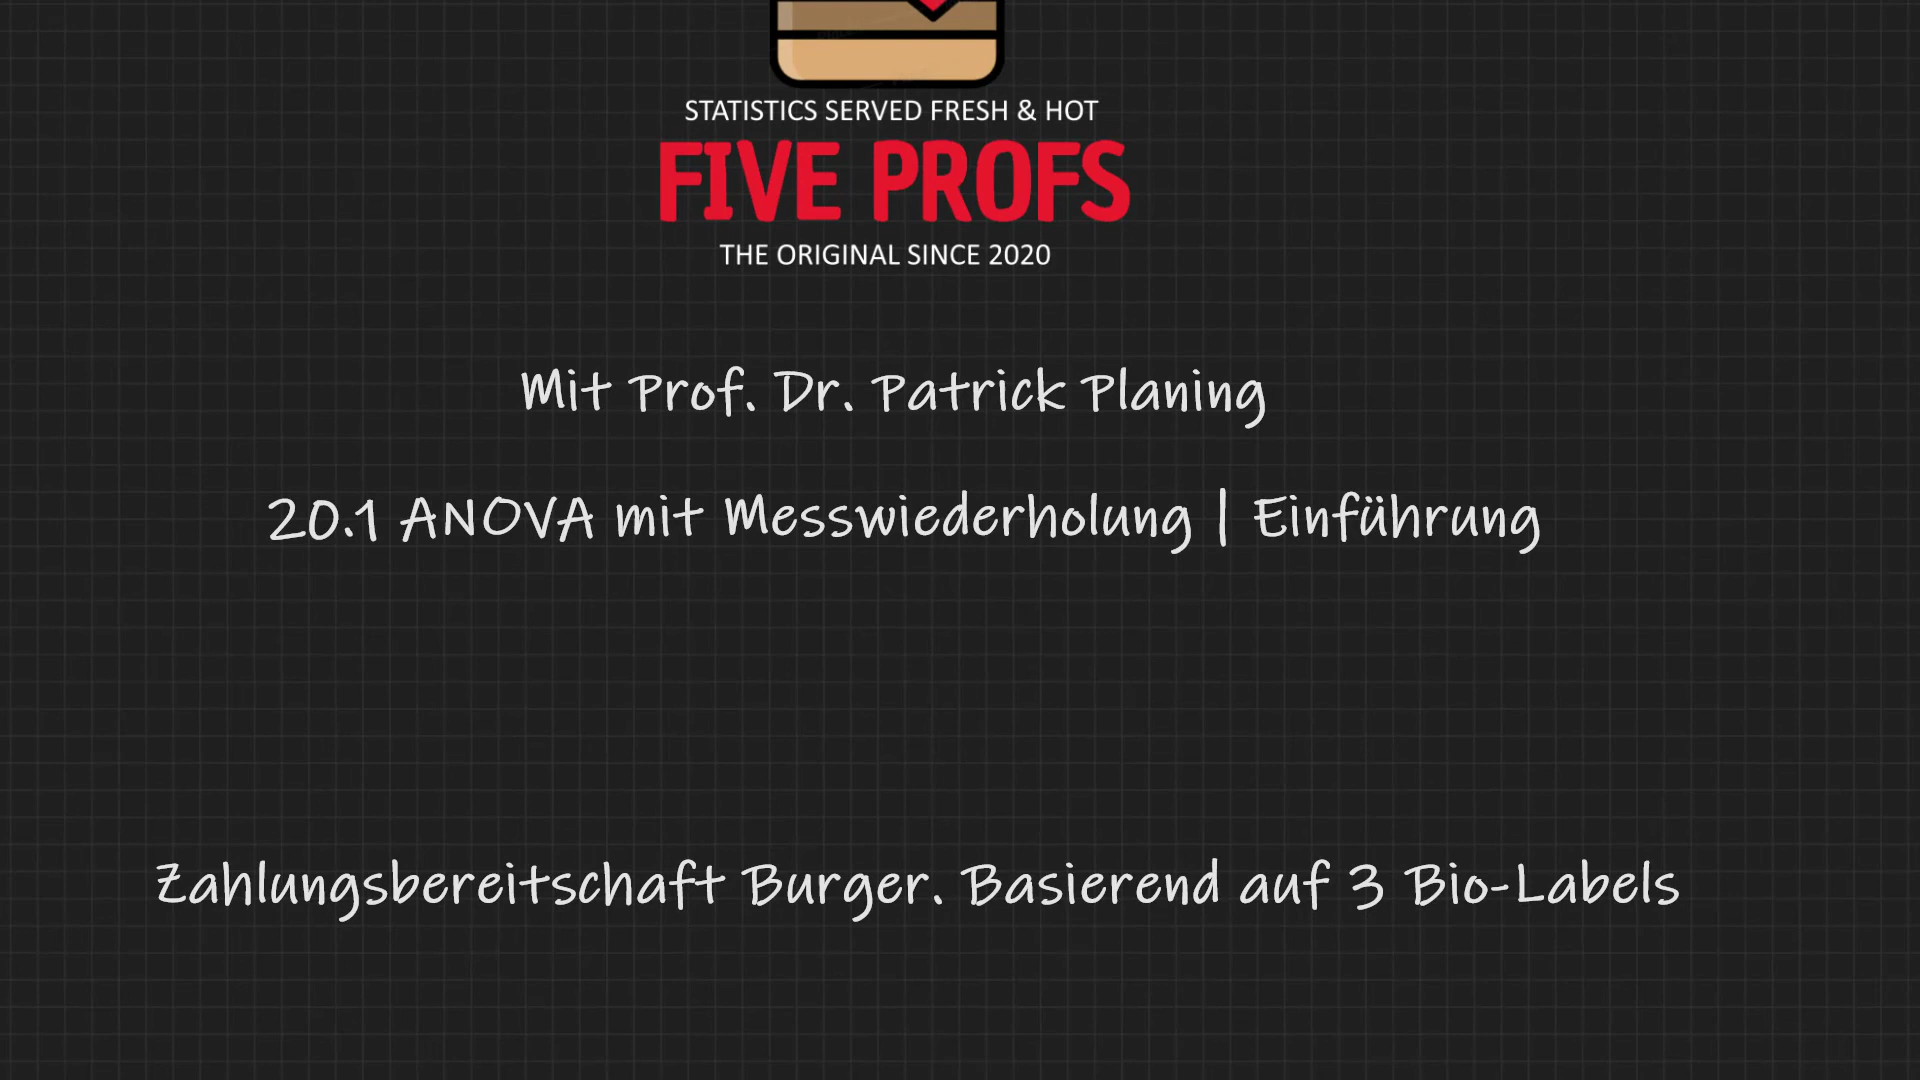 STATISTICS SERVED FRESH & HOT
FIVE PROFS
THE ORIGINAL SINCE 2020
Mit Prof. Dr. Patrick Planing
20.1 ANOVA mit Messwiederholung | Einführung
Zahlungsbereitschaft Burger. Basierend auf 3 Bio-Labels